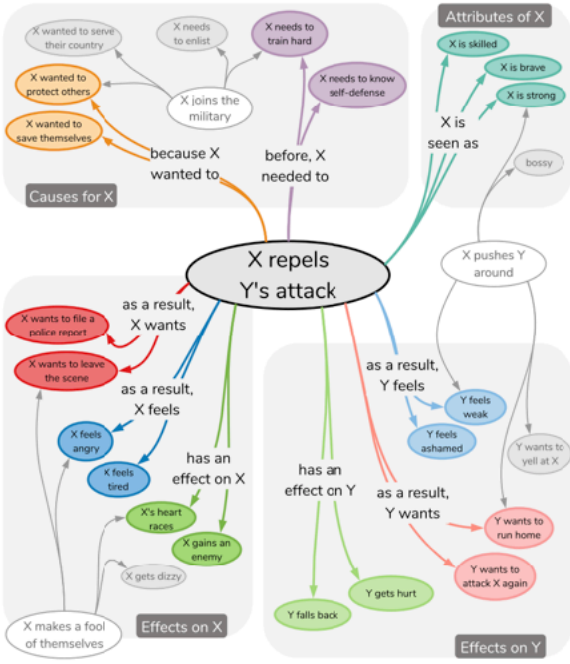 Attributes of X
X wanted to serve
their country
X needs
to enlist
X needs to
train hard
X is skilled
X is brave
X is strong
X wanted to
protect others
X joins the
military
X needs to know
self-defense
X wanted to
save themselves
because X
wanted to
before, X
needed to
X is
seen as
bossy
Causes for X
X repels
Y's attack
X pushes Y
around
X wants to file a
police report
as a result,
X wants
X wants to leave
the scene
as a result,
X feels
as a result,
Y feels
Y feels
weak
X feels
angry
Y feels
ashamed
Y wants to
yell at X
X feels
tired
has an
effect on X
has an
effect on Y
as a result,
Y wants
X's heart
races
Y wants to
run home
X gains an
enemy
X gets dizzy
Y wants to
attack X again
Y gets hurt
Y falls back
X makes a fool
of themselves
Effects on X
Effects on Y